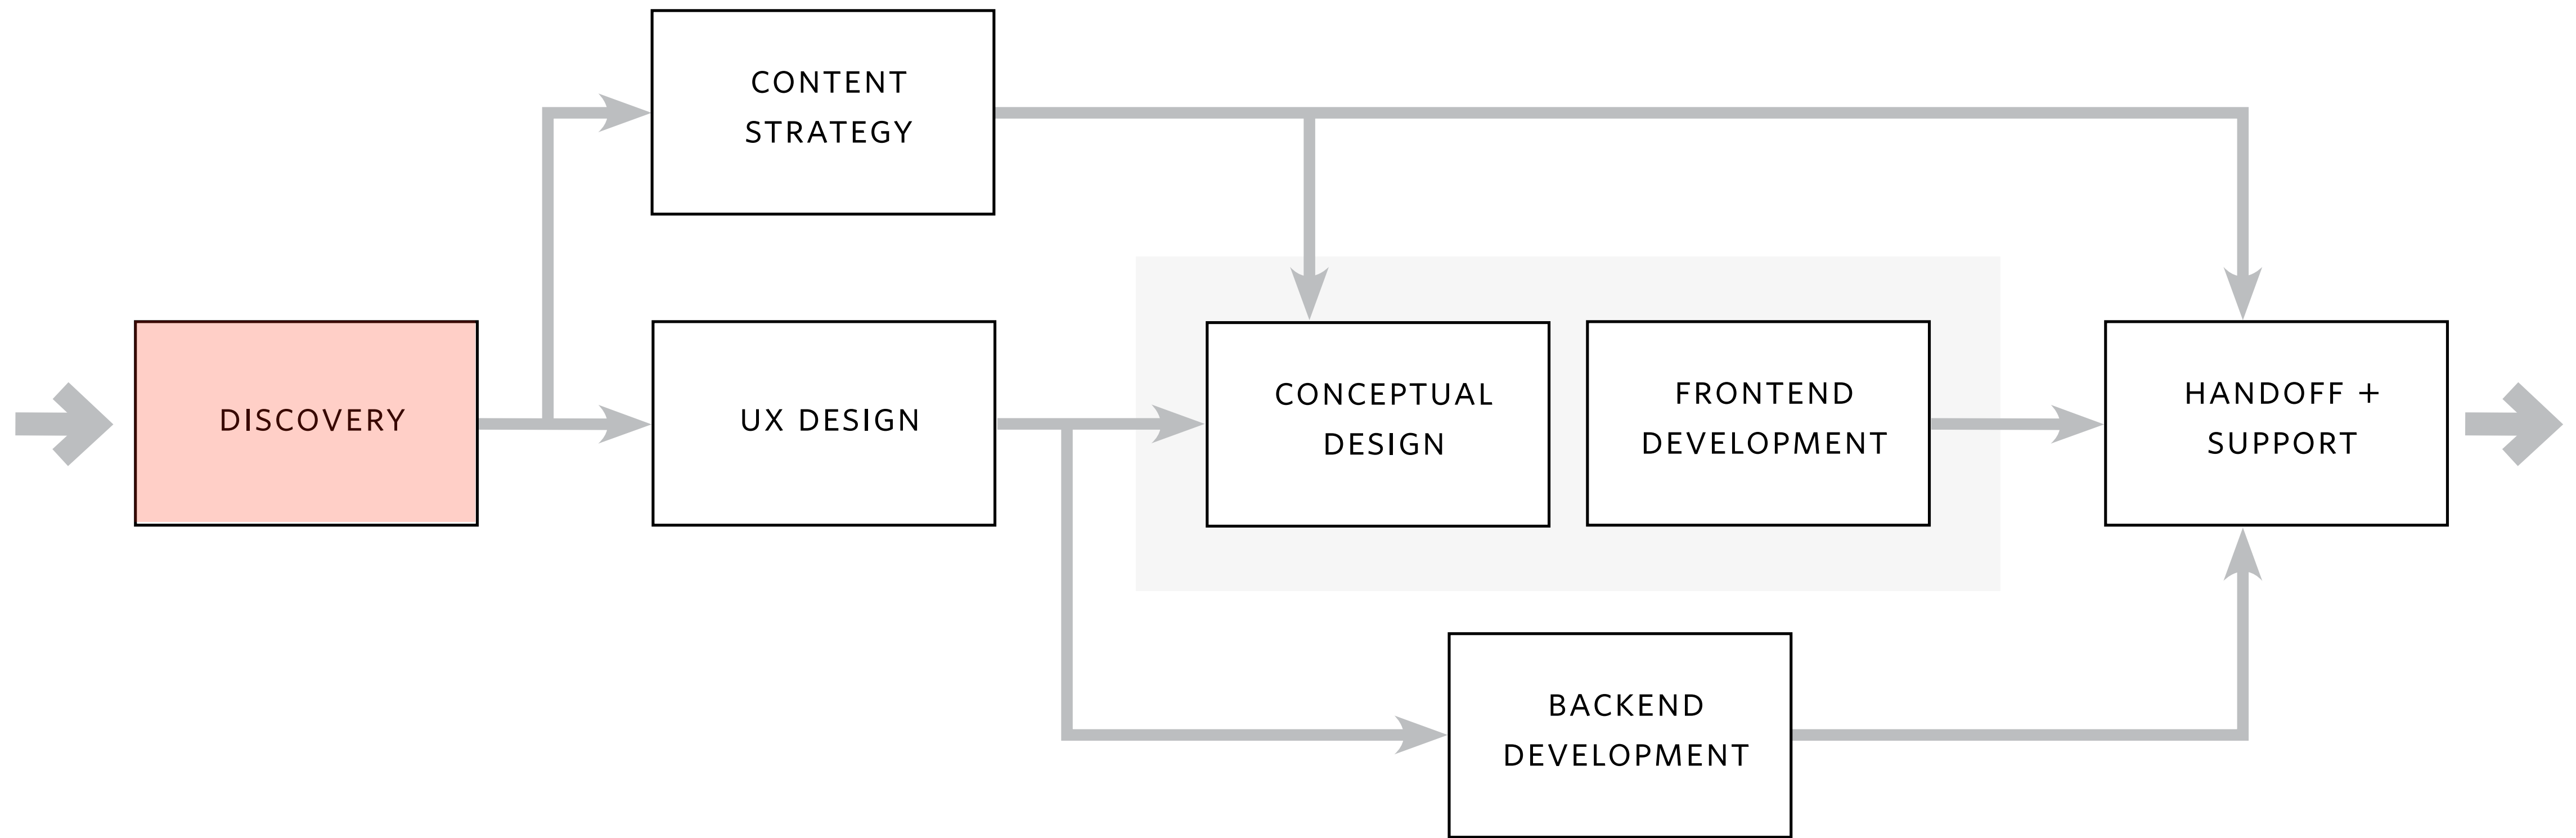 CONTENT
STRATEGY
DISCOVERY
UX DESIGN
CONCEPTUAL
DESIGN
FRONTEND
DEVELOPMENT
HANDOFF +
SUPPORT
BACKEND
DEVELOPMENT